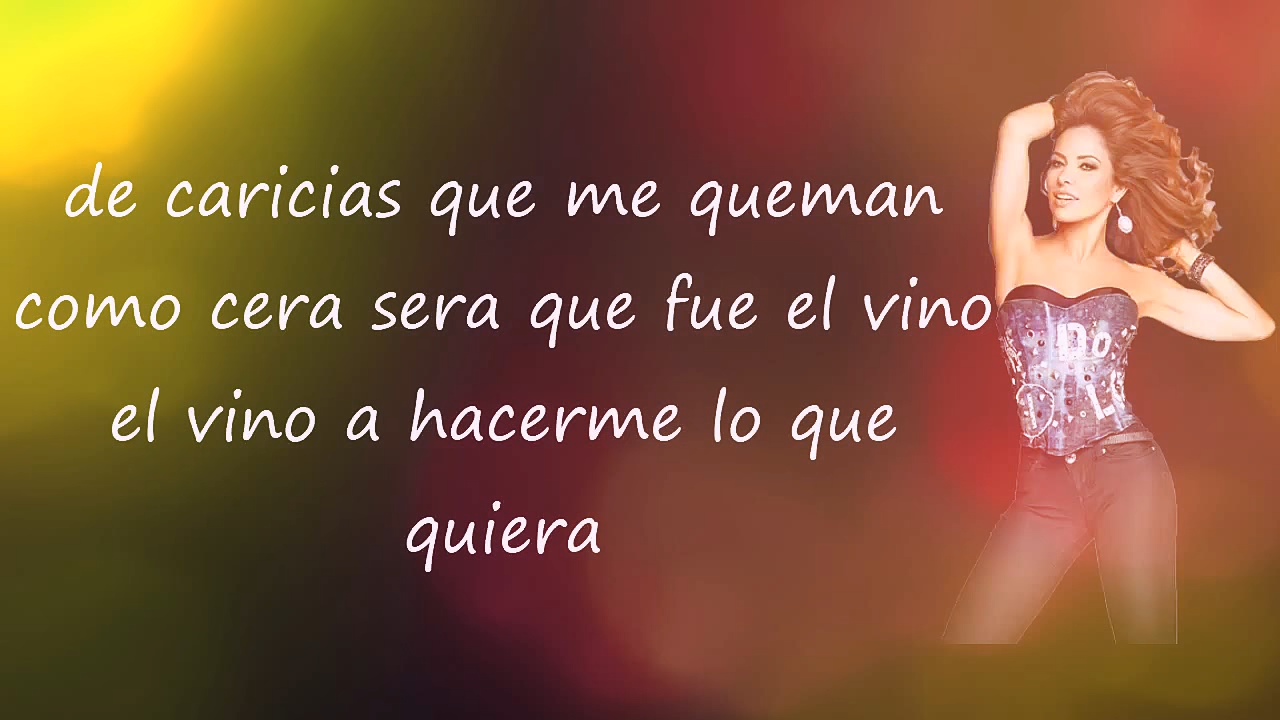 de caricias que me queman
como cera sera que fue el vino
el vino a hacerme lo que
quiera